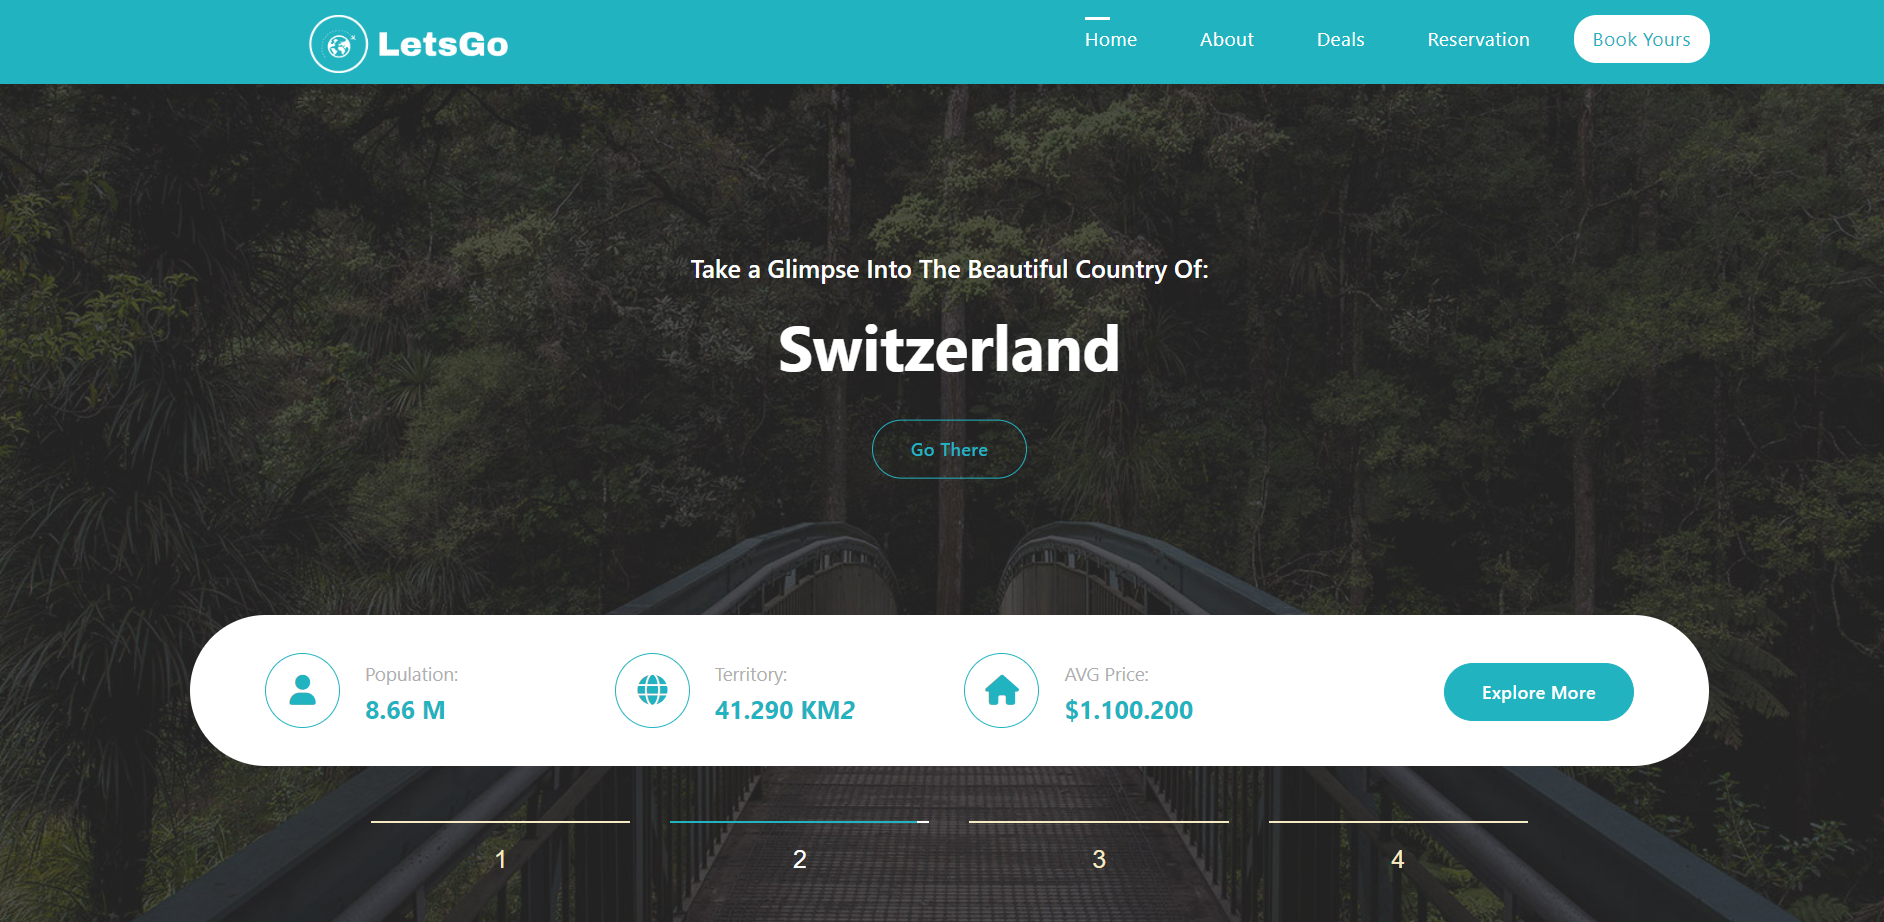 LetsGo
Home About Deals Reservation Book Yours
Take a Glimpse Into The Beautiful Country Of:
Switzerland
Go There
Population:
8.66 M
Territory:
41.290 KM2
AVG Price:
$1.100.200
Explore More
1 2 3 4